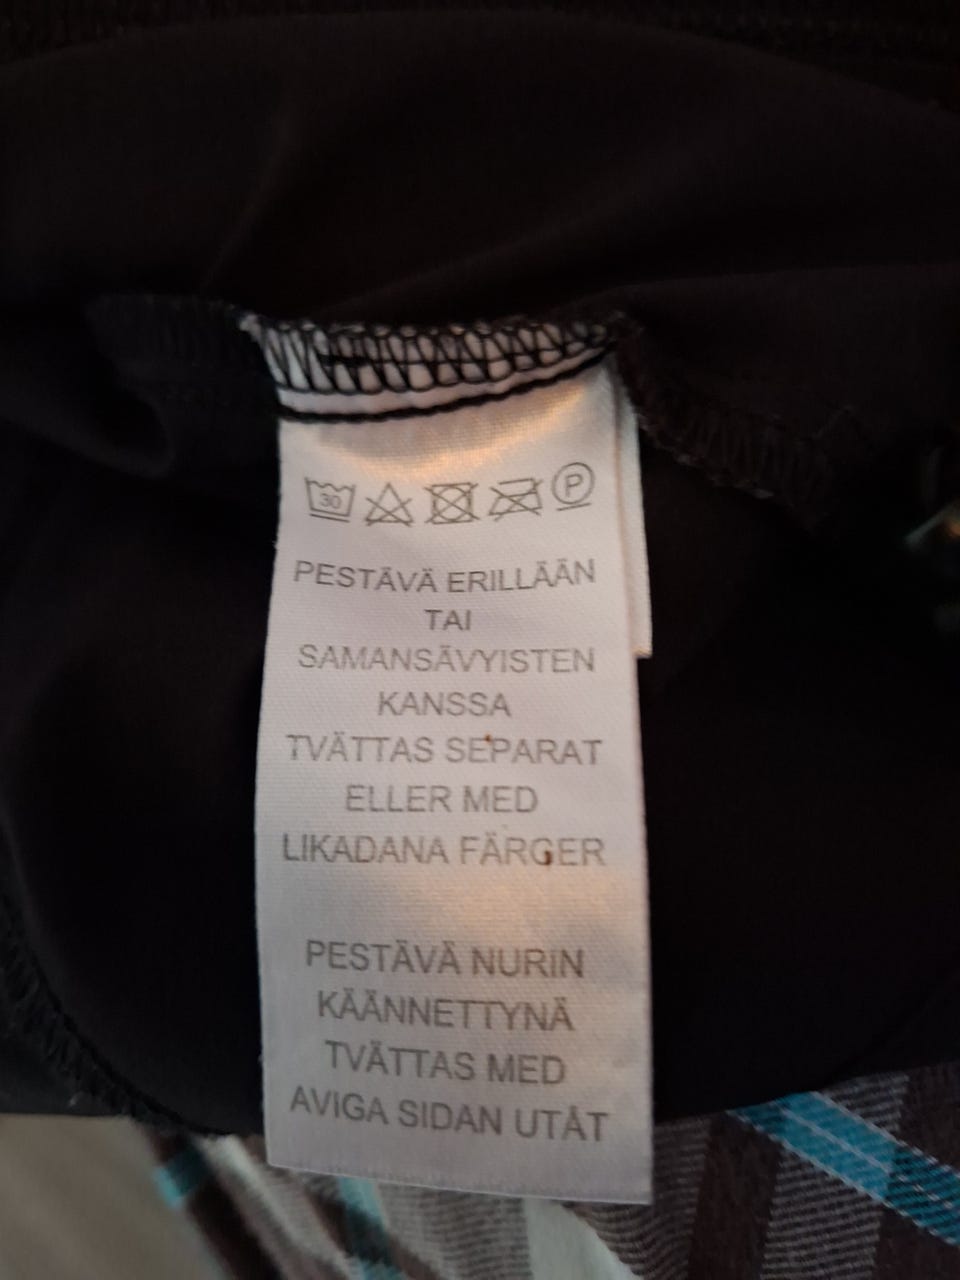 30 P
PESTÄVÄ ERILLÄÄN
TAI
SAMANSÄVYISTEN
KANSSA
TVÄTTAS SEPARAT
ELLER MED
LIKADANA FÄRGER
PESTÄVÄ NURIN
KÄÄNNETTYNÄ
TVÄTTAS MED
AVIGA SIDAN UTÅT